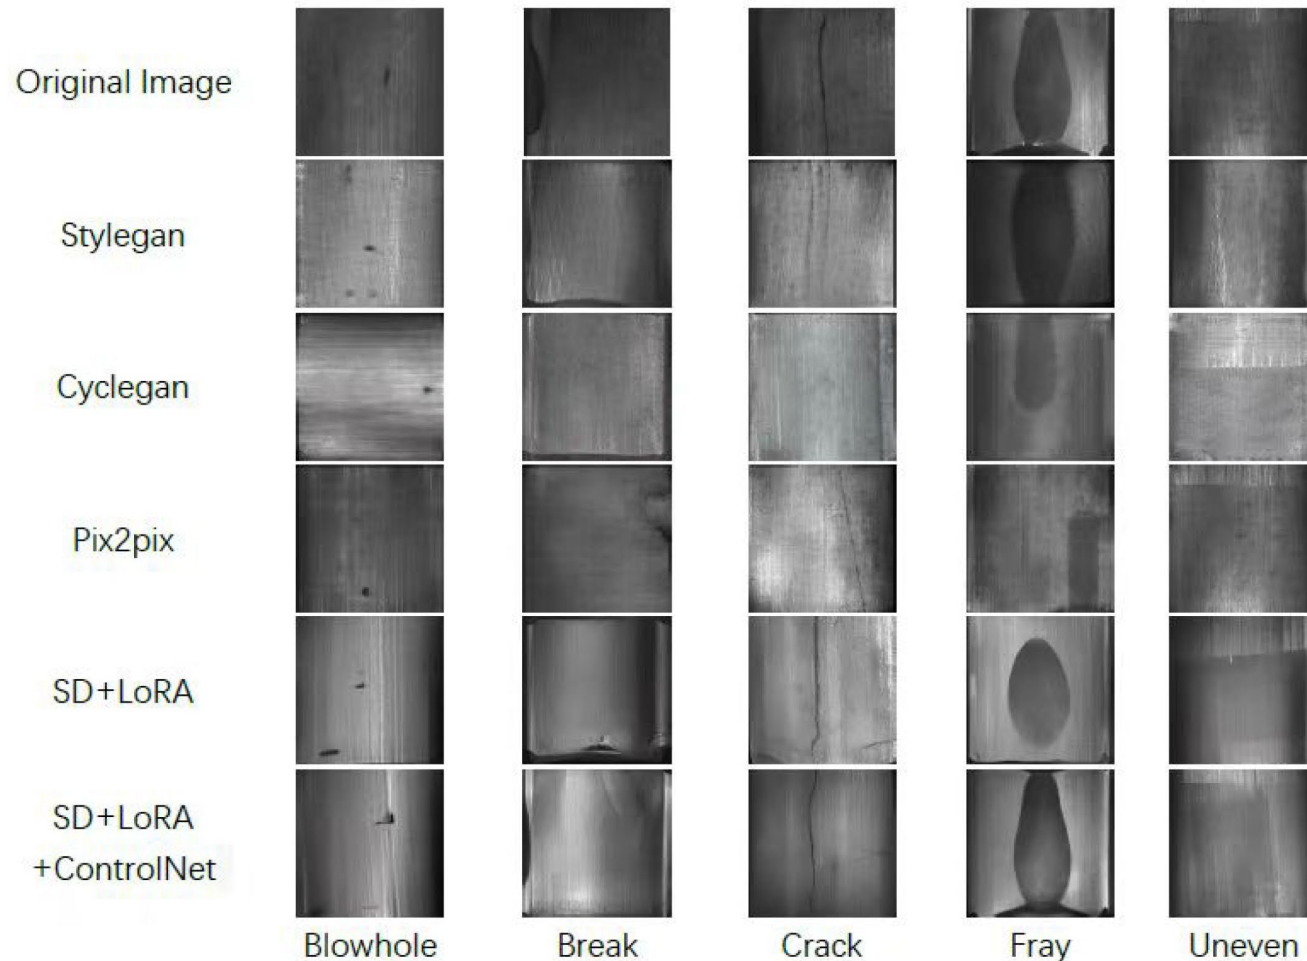 Original Image
Stylegan
Cyclegan
Pix2pix
SD+LoRA
SD+LoRA
+ControlNet
Blowhole Break Crack Fray Uneven